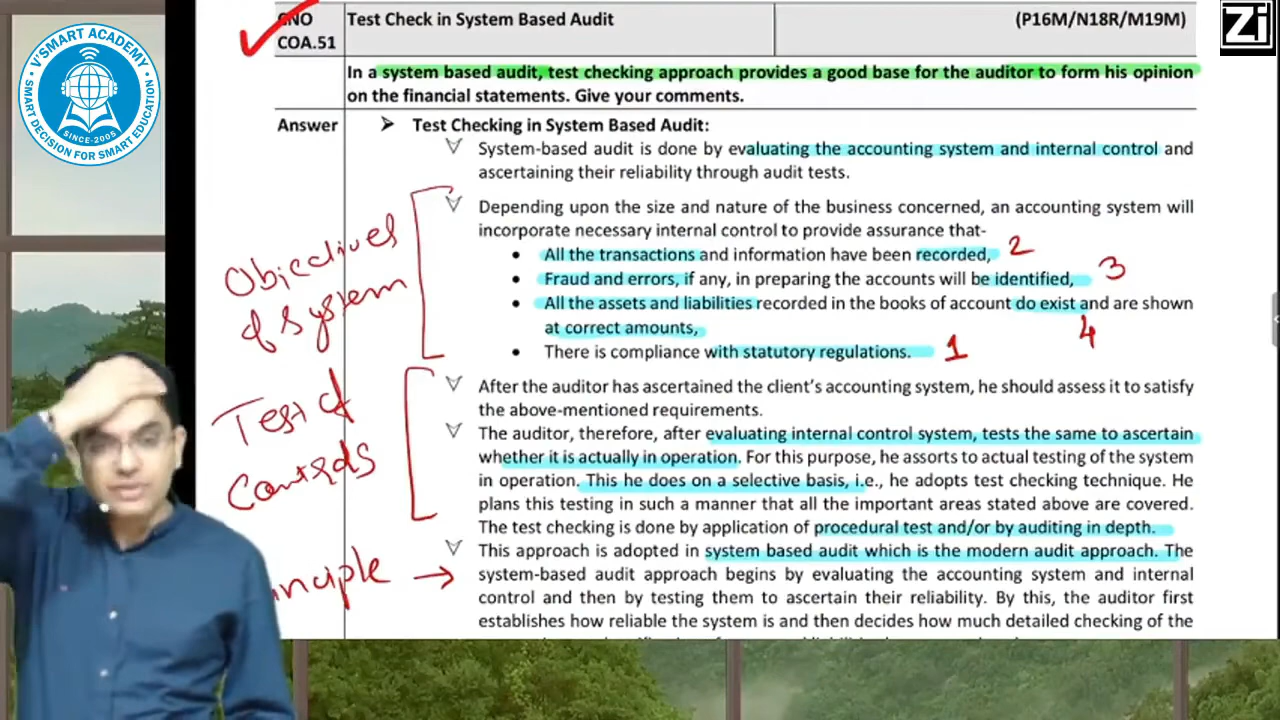 V'SMART ACADEMY
SMART DECISION FOR SMART EDUCATION
SINCE-2005
Zi
CNO
COA.51
Test Check in System Based Audit
(P16M/N18R/M19M)
In a system based audit, test checking approach provides a good base for the auditor to form his opinion
on the financial statements. Give your comments.
Answer
➤ Test Checking in System Based Audit:
System-based audit is done by evaluating the accounting system and internal control and
ascertaining their reliability through audit tests.
Depending upon the size and nature of the business concerned, an accounting system will
incorporate necessary internal control to provide assurance that-
• All the transactions and information have been recorded, 2
• Fraud and errors, if any, in preparing the accounts will be identified, 3
• All the assets and liabilities recorded in the books of account do exist and are shown
at correct amounts, 4
• There is compliance with statutory regulations. 1
Objectives
of system
After the auditor has ascertained the client's accounting system, he should assess it to satisfy
the above-mentioned requirements.
The auditor, therefore, after evaluating internal control system, tests the same to ascertain
whether it is actually in operation. For this purpose, he assorts to actual testing of the system
in operation. This he does on a selective basis, i.e., he adopts test checking technique. He
plans this testing in such a manner that all the important areas stated above are covered.
The test checking is done by application of procedural test and/or by auditing in depth.
Test of
Controls
This approach is adopted in system based audit which is the modern audit approach. The
system-based audit approach begins by evaluating the accounting system and internal
control and then by testing them to ascertain their reliability. By this, the auditor first
establishes how reliable the system is and then decides how much detailed checking of the
inciple →